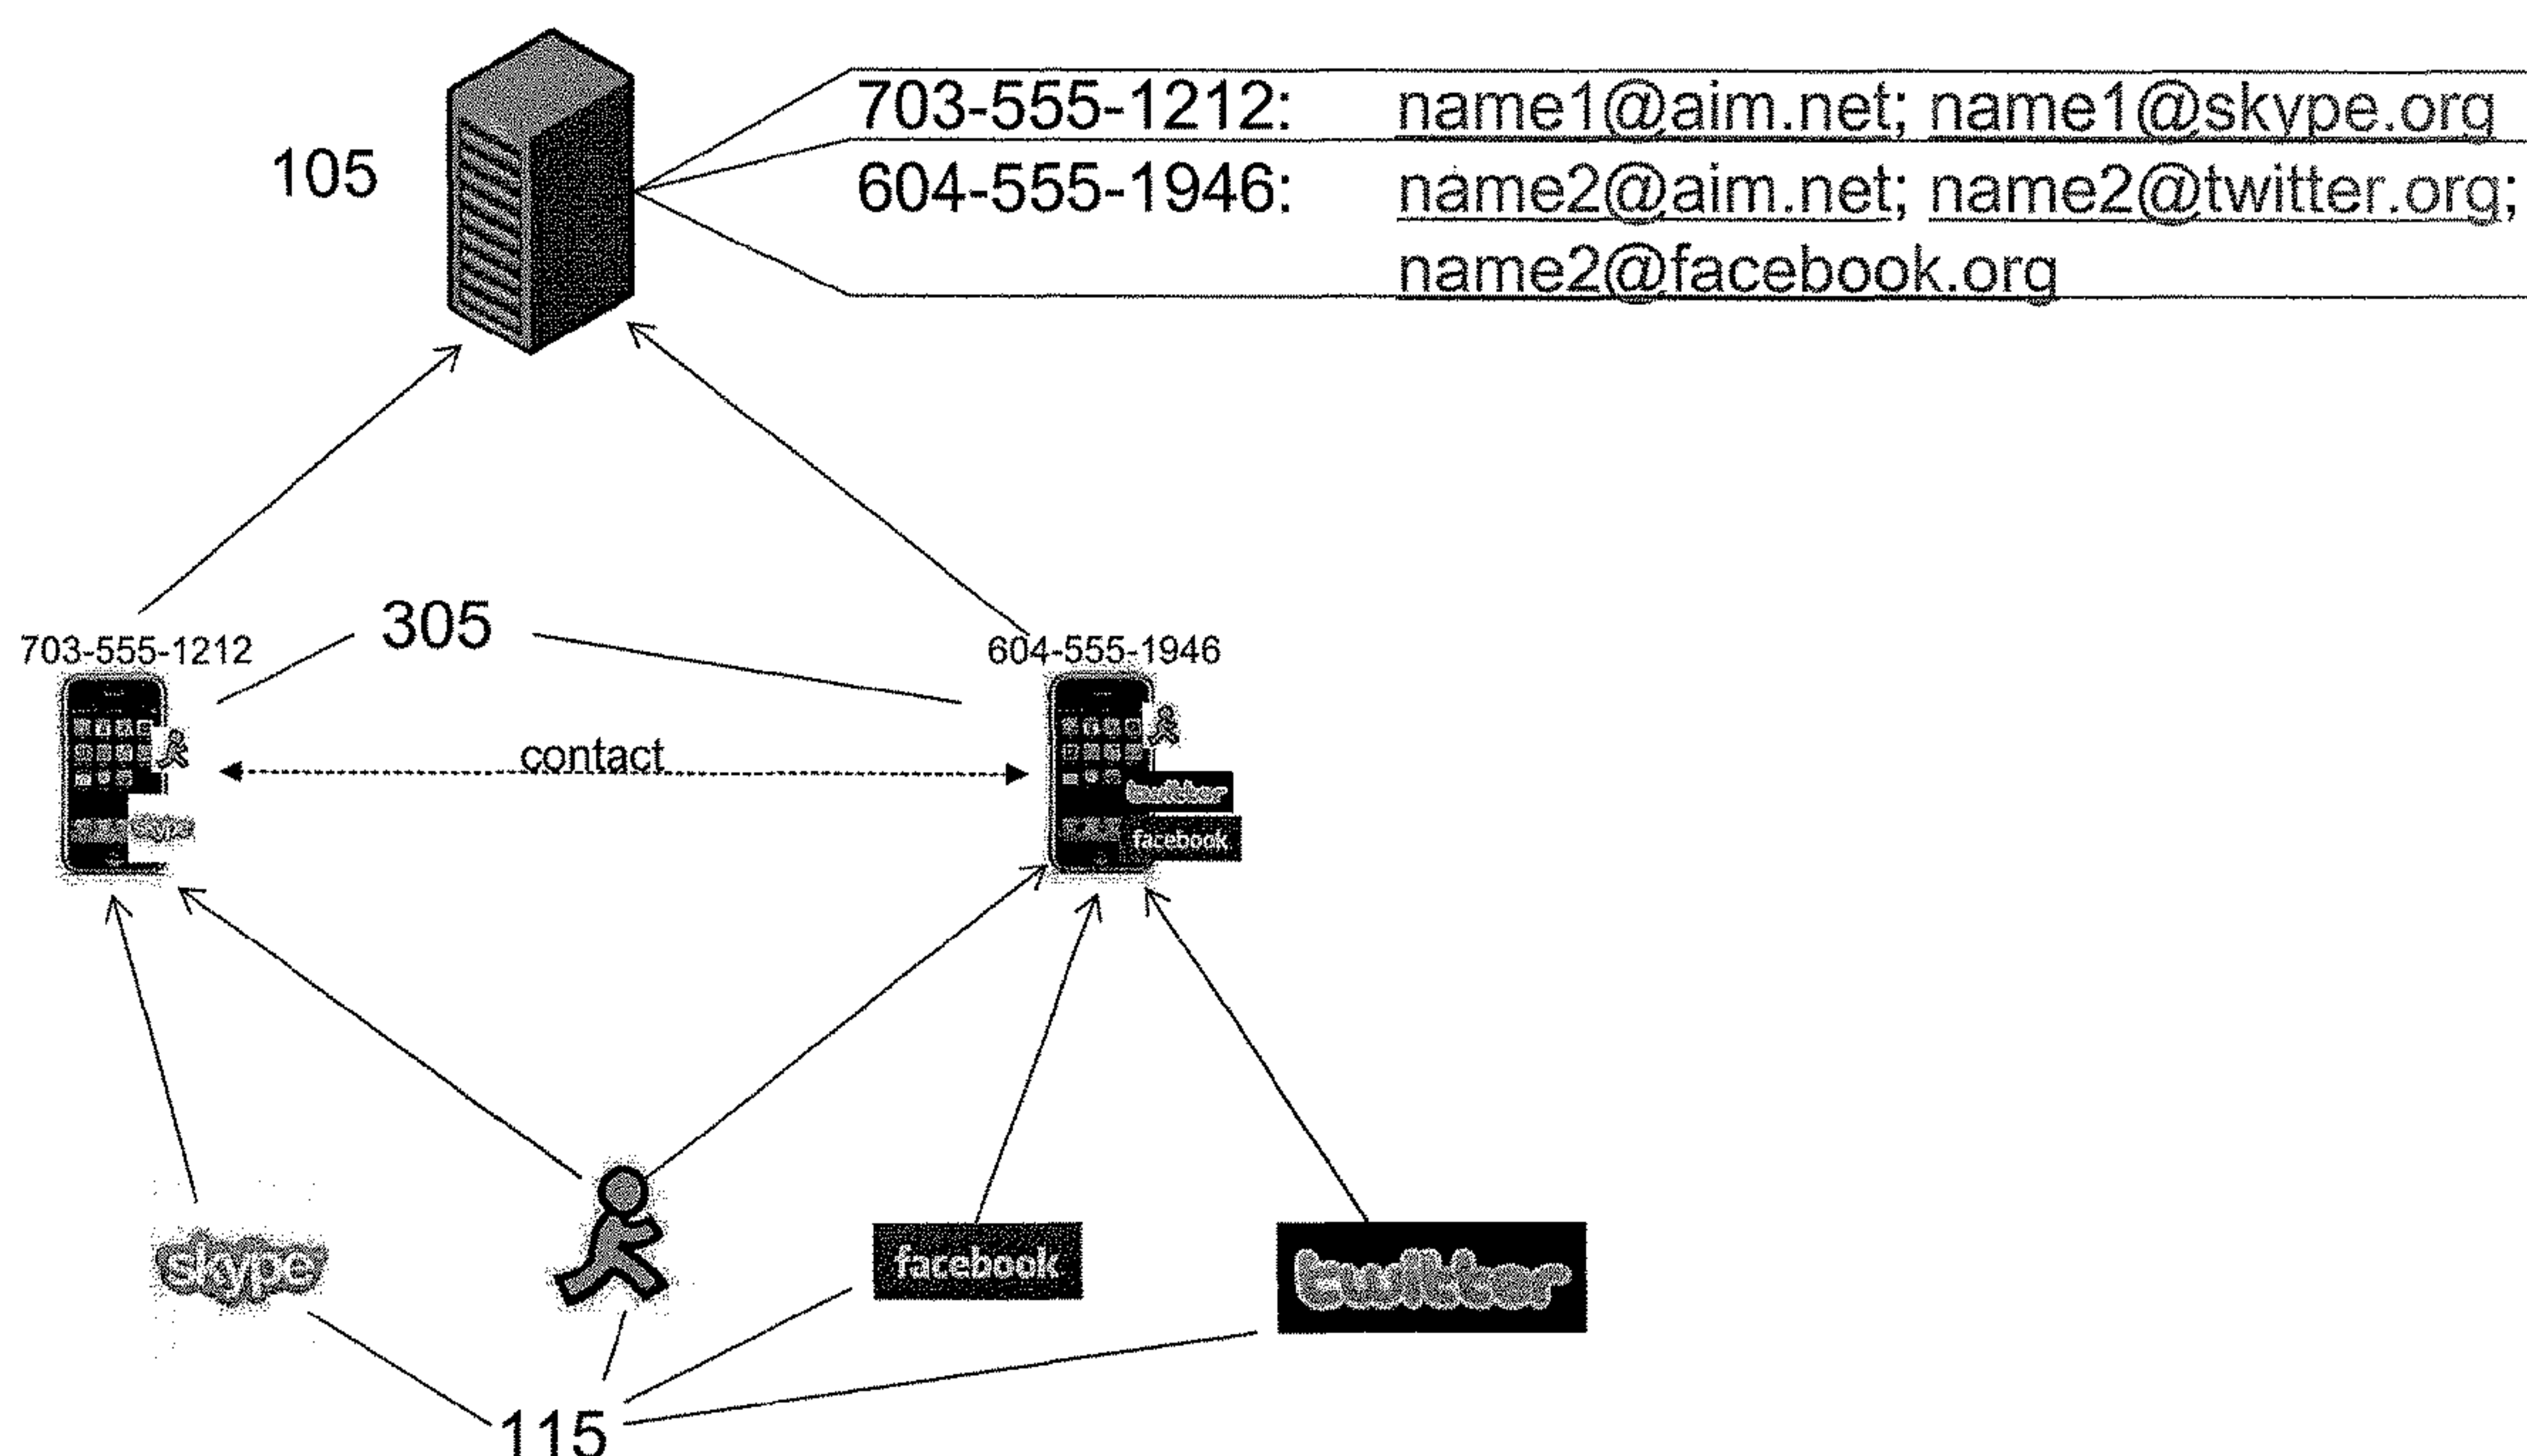 703-555-1212: name1@aim.net; name1@skype.org
105
604-555-1946: name2@aim.net; name2@twitter.org;
name2@facebook.org
305
703-555-1212
604-555-1946
contact
twitter
skype
facebook
skype
facebook
twitter
115